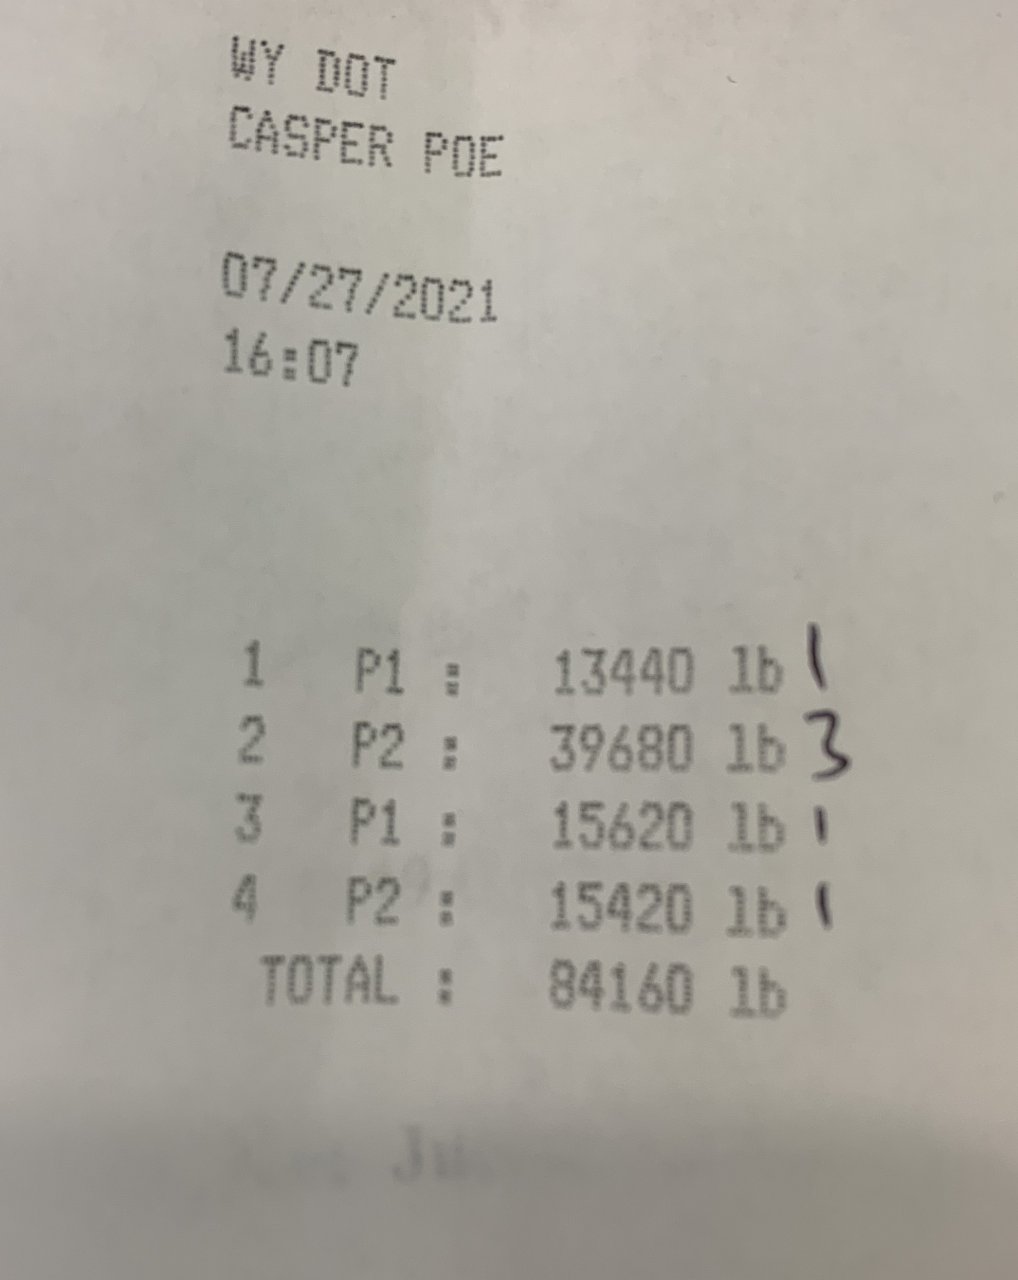 WY DOT
CASPER POE
07/27/2021
16:07
1 P1 : 13440 lb 1
2 P2 : 39680 lb 3
3 P1 : 15620 lb 1
4 P2 : 15420 lb 1
TOTAL : 84160 lb